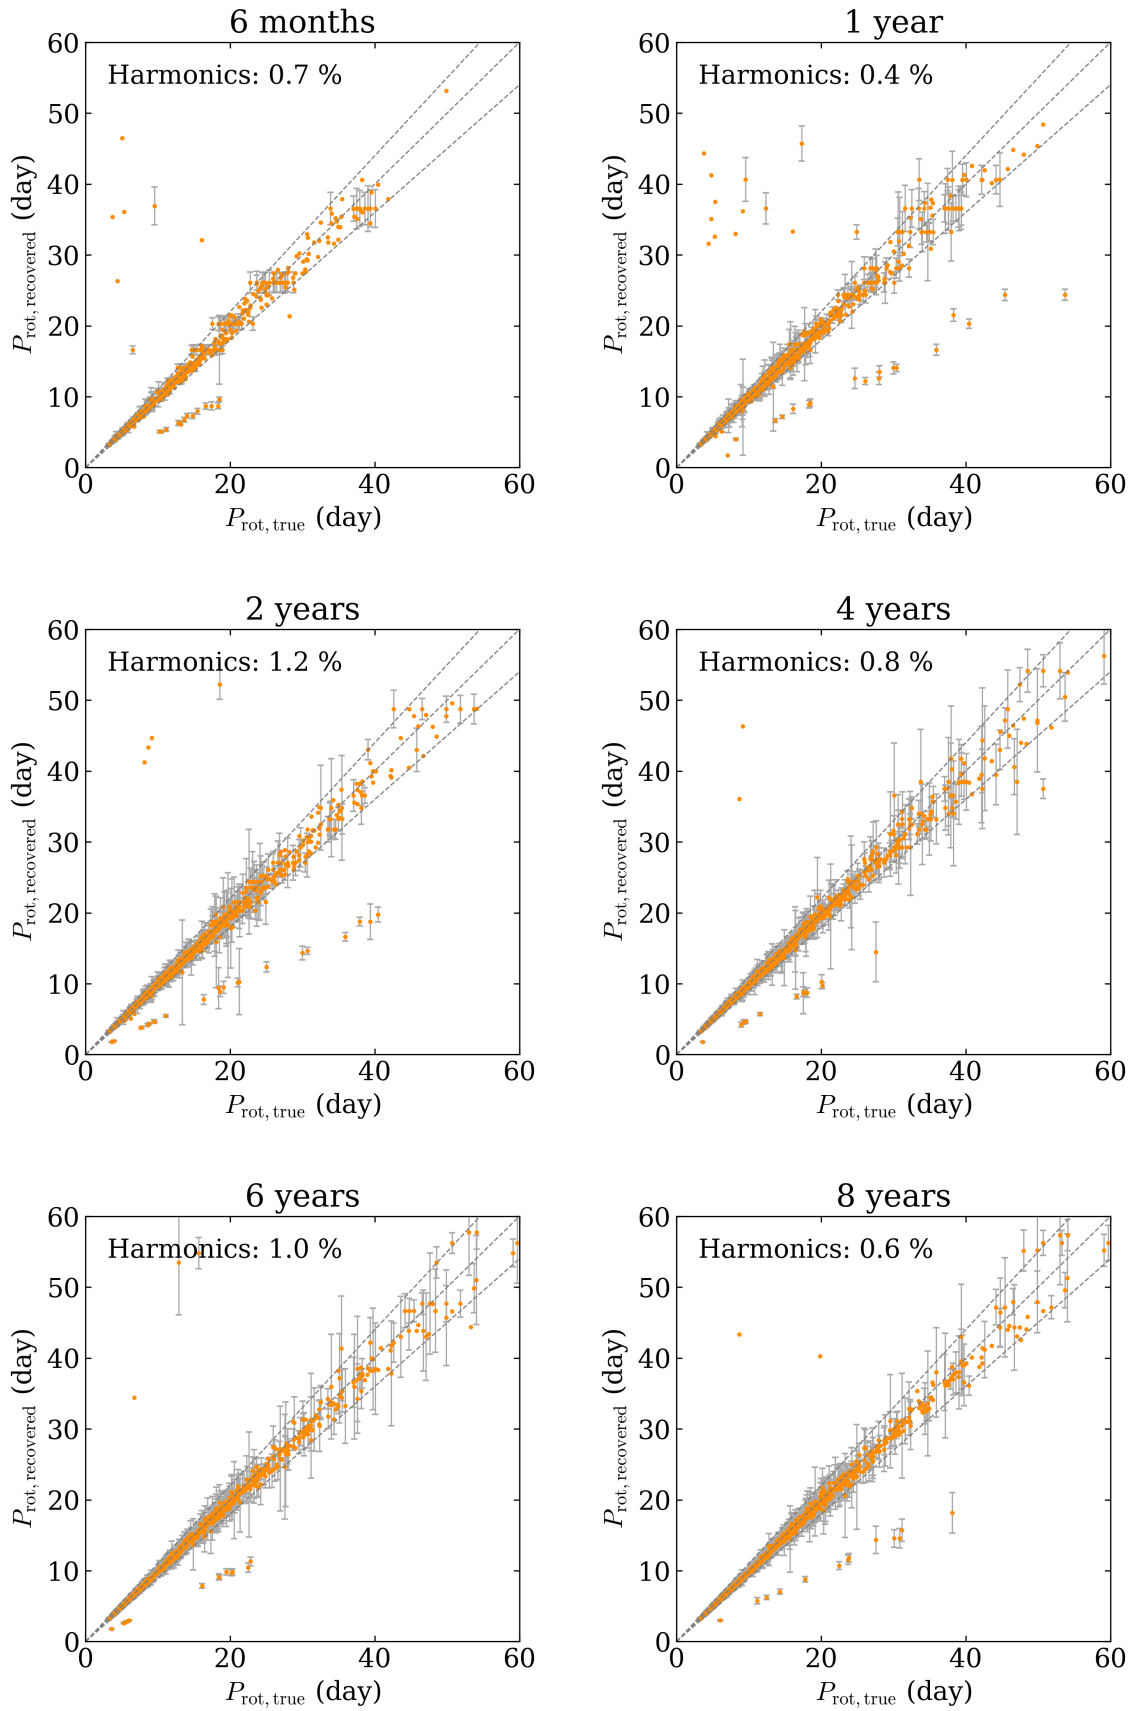 6 months
1 year
Harmonics: 0.7 %
Harmonics: 0.4 %
60
50
40
30
20
10
0
P_rot, recovered (day)
0 20 40 60
P_rot, true (day)
60
50
40
30
20
10
0
P_rot, recovered (day)
0 20 40 60
P_rot, true (day)
2 years
4 years
Harmonics: 1.2 %
Harmonics: 0.8 %
60
50
40
30
20
10
0
P_rot, recovered (day)
0 20 40 60
P_rot, true (day)
60
50
40
30
20
10
0
P_rot, recovered (day)
0 20 40 60
P_rot, true (day)
6 years
8 years
Harmonics: 1.0 %
Harmonics: 0.6 %
60
50
40
30
20
10
0
P_rot, recovered (day)
0 20 40 60
P_rot, true (day)
60
50
40
30
20
10
0
P_rot, recovered (day)
0 20 40 60
P_rot, true (day)